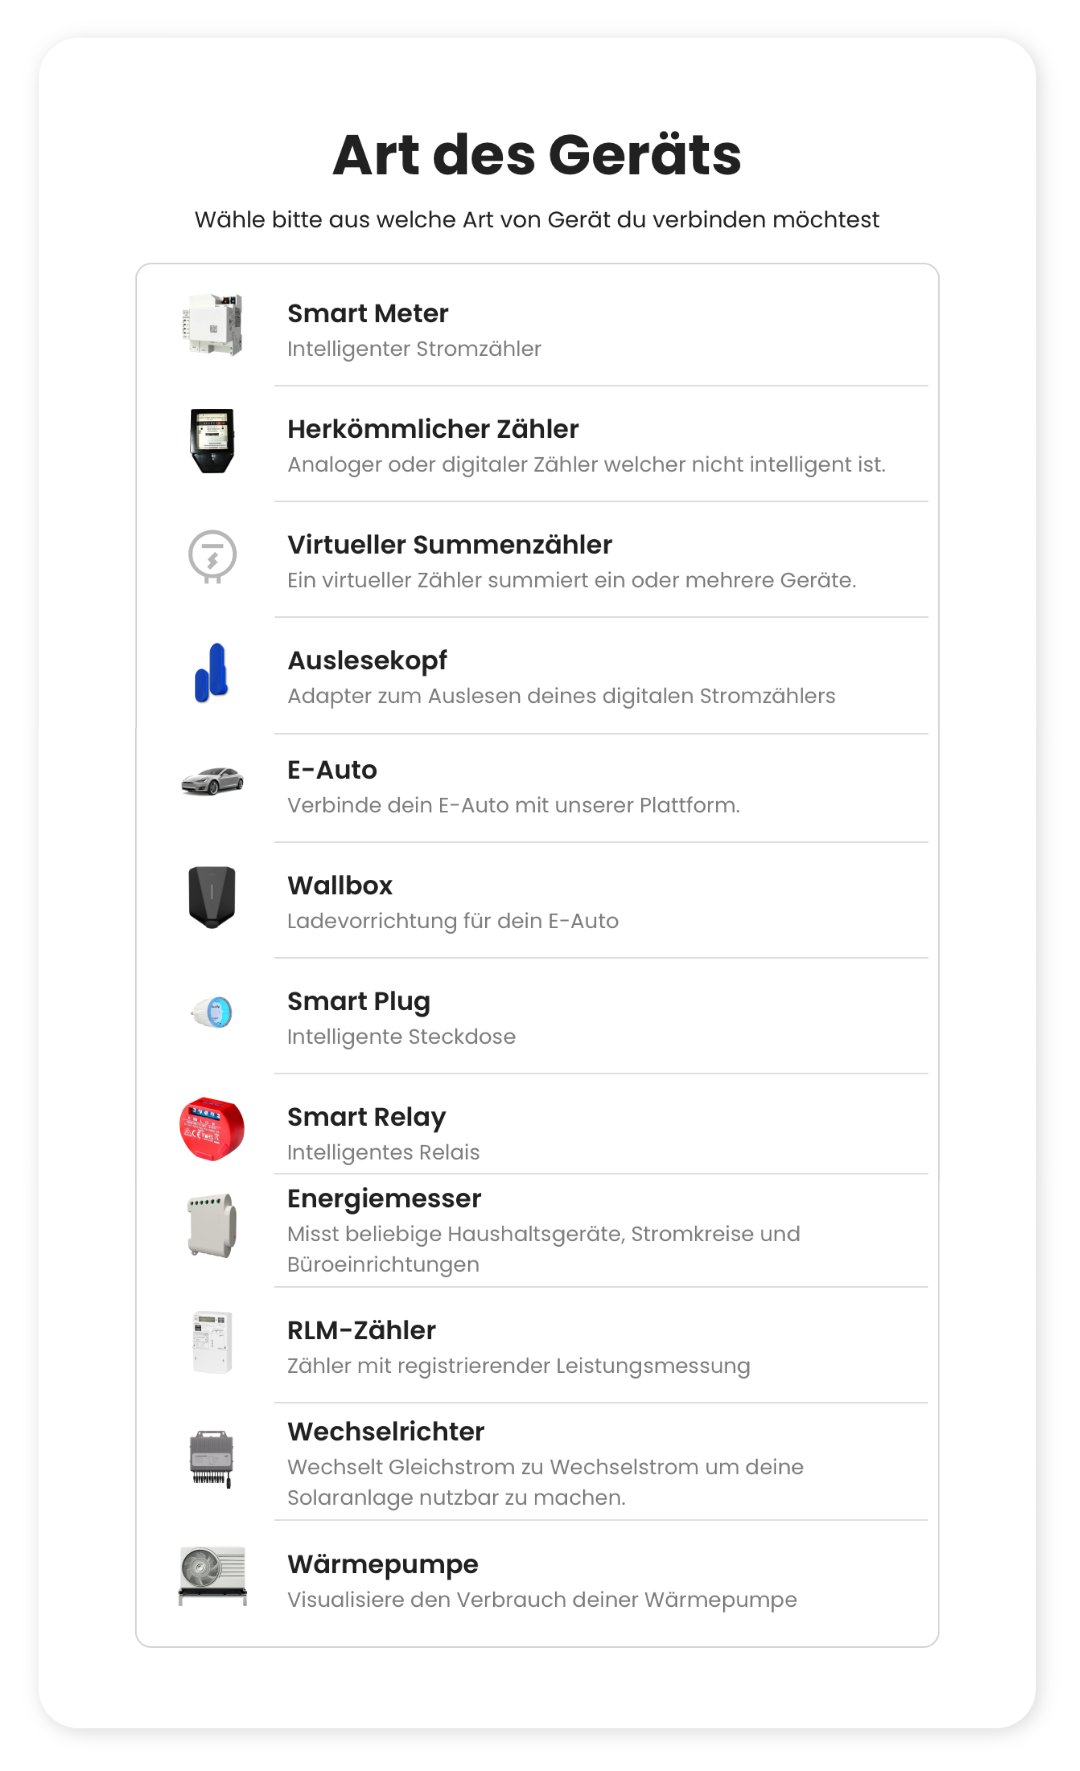 Art des Geräts
Wähle bitte aus welche Art von Gerät du verbinden möchtest
Smart Meter
Intelligenter Stromzähler
Herkömmlicher Zähler
Analoger oder digitaler Zähler welcher nicht intelligent ist.
Virtueller Summenzähler
Ein virtueller Zähler summiert ein oder mehrere Geräte.
Auslesekopf
Adapter zum Auslesen deines digitalen Stromzählers
E-Auto
Verbinde dein E-Auto mit unserer Plattform.
Wallbox
Ladevorrichtung für dein E-Auto
Smart Plug
Intelligente Steckdose
Smart Relay
Intelligentes Relais
Energiemesser
Misst beliebige Haushaltsgeräte, Stromkreise und
Büroeinrichtungen
RLM-Zähler
Zähler mit registrierender Leistungsmessung
Wechselrichter
Wechselt Gleichstrom zu Wechselstrom um deine
Solaranlage nutzbar zu machen.
Wärmepumpe
Visualisiere den Verbrauch deiner Wärmepumpe